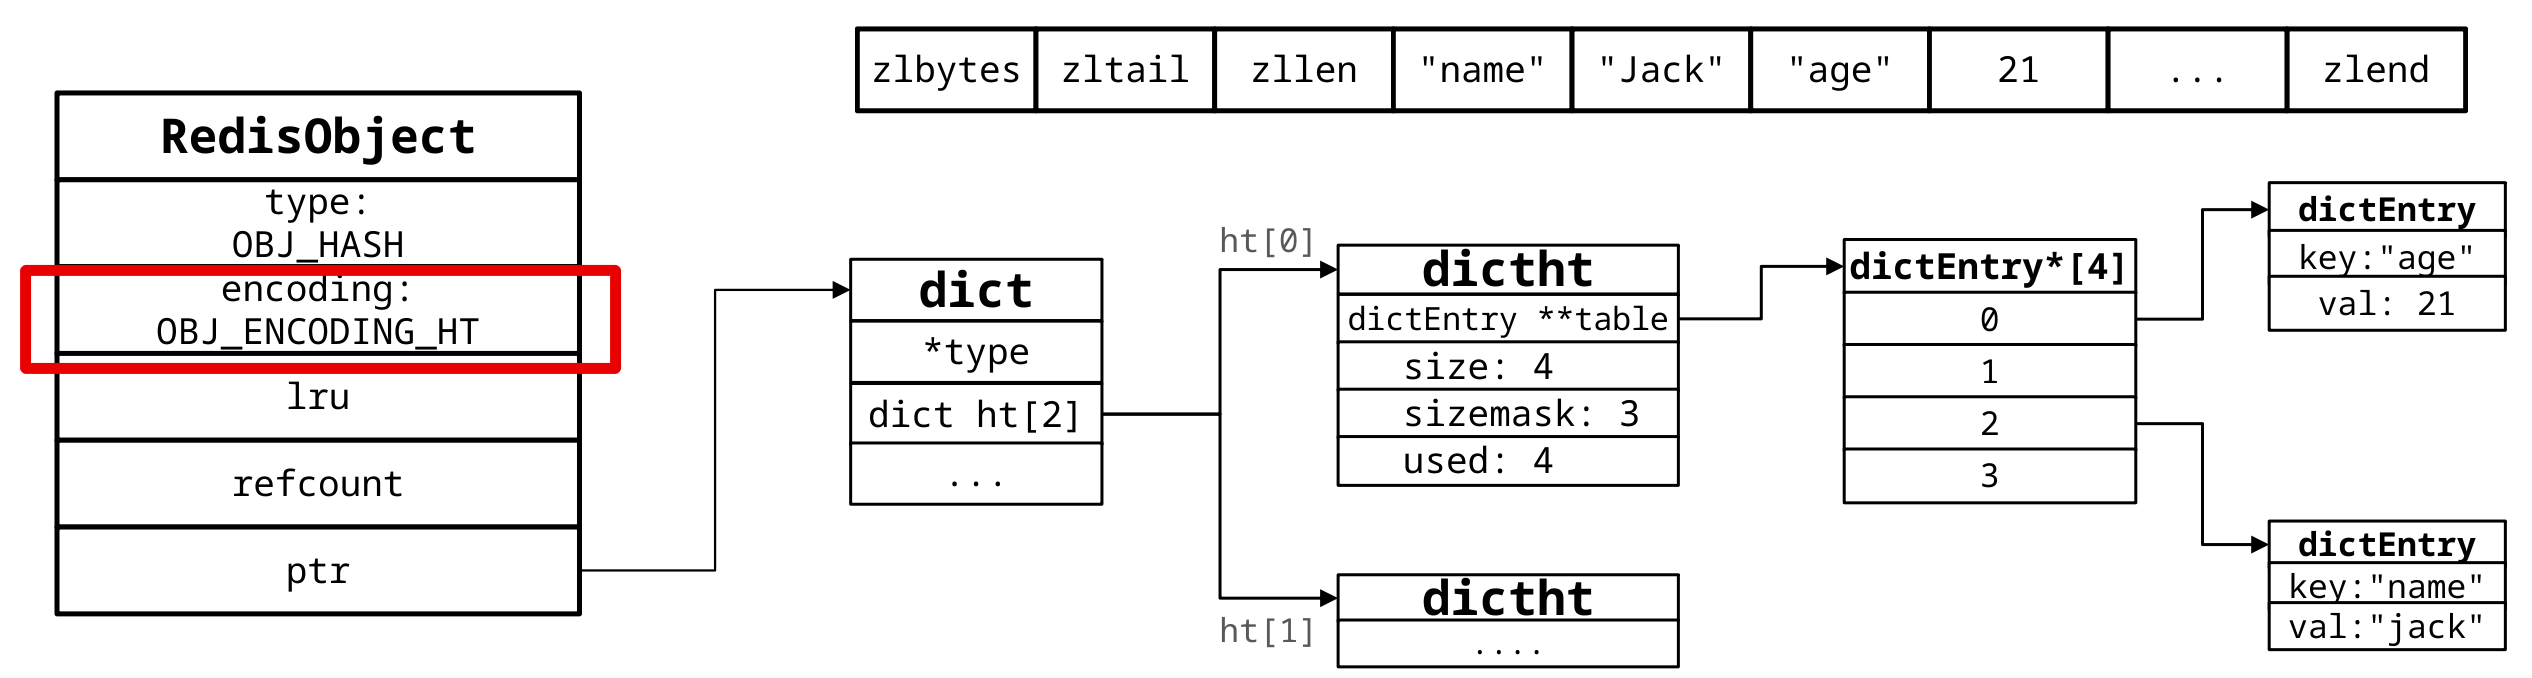 zlbytes zltail zllen "name" "Jack" "age" 21 ... zlend
RedisObject
type:
OBJ_HASH
encoding:
OBJ_ENCODING_HT
lru
refcount
ptr
dict
*type
dict ht[2]
...
ht[0]
dictht
dictEntry **table
size: 4
sizemask: 3
used: 4
ht[1]
dictht
....
dictEntry*[4]
0
1
2
3
dictEntry
key:"age"
val: 21
dictEntry
key:"name"
val:"jack"